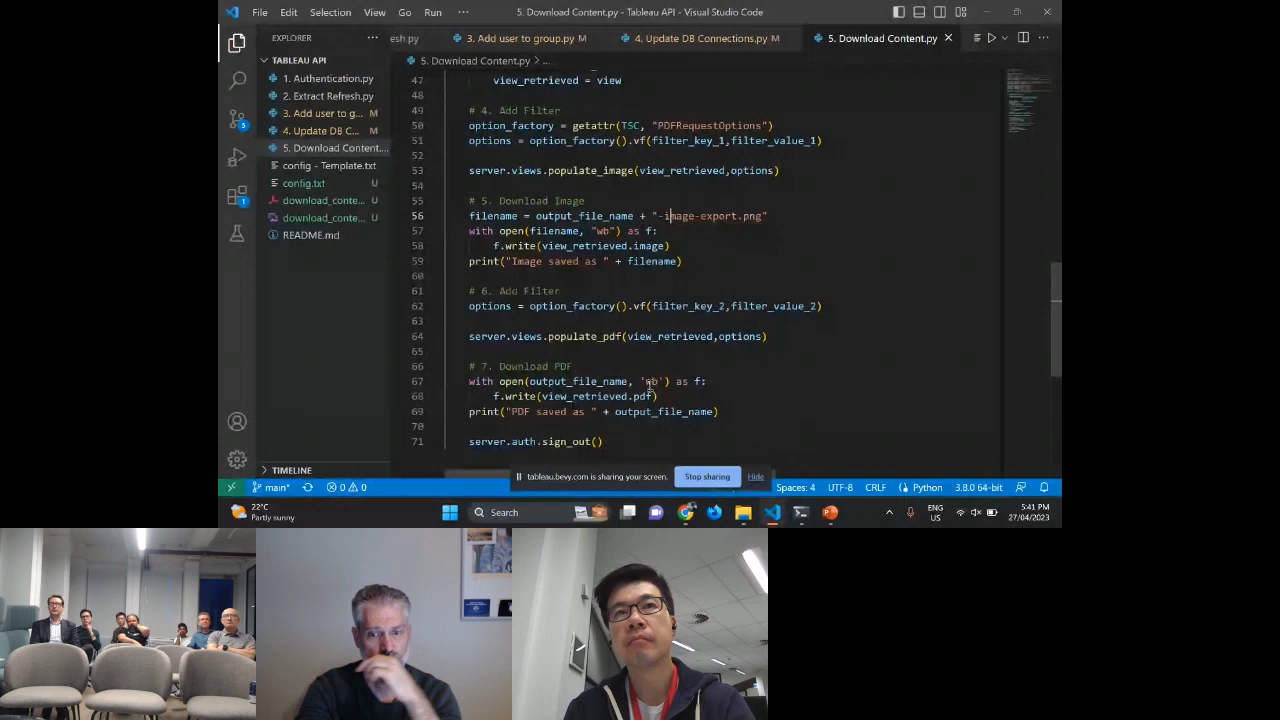 File Edit Selection View Go Run ··· 5. Download Content.py - Tableau API - Visual Studio Code
EXPLORER ···
esh.py 3. Add user to group.py M 4. Update DB Connections.py M 5. Download Content.py
TABLEAU API
5. Download Content.py > ...
1. Authentication.py
2. Extract Refresh.py
3. Add user to g... M
4. Update DB C... M
5. Download Content....
config - Template.txt
config.txt U
download_conte... U
download_conte... U
README.md
5
1
47 view_retrieved = view
48
49 # 4. Add Filter
50 option_factory = getattr(TSC, "PDFRequestOptions")
51 options = option_factory().vf(filter_key_1,filter_value_1)
52
53 server.views.populate_image(view_retrieved,options)
54
55 # 5. Download Image
56 filename = output_file_name + "-image-export.png"
57 with open(filename, "wb") as f:
58 f.write(view_retrieved.image)
59 print("Image saved as " + filename)
60
61 # 6. Add Filter
62 options = option_factory().vf(filter_key_2,filter_value_2)
63
64 server.views.populate_pdf(view_retrieved,options)
65
66 # 7. Download PDF
67 with open(output_file_name, 'wb') as f:
68 f.write(view_retrieved.pdf)
69 print("PDF saved as " + output_file_name)
70
71 server.auth.sign_out()
TIMELINE
tableau.bevy.com is sharing your screen. Stop sharing Hide
main* 0 0 Spaces: 4 UTF-8 CRLF Python 3.8.0 64-bit
22°C
Partly sunny
Search
ENG
US
5:41 PM
27/04/2023